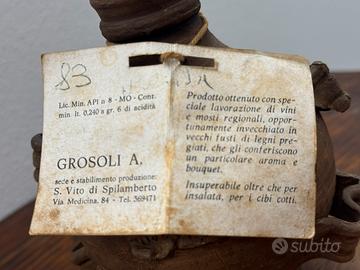 83
Lic. Min. API n 8 - MO - Cont.
min. lt. 0,240 a gr. 6 di acidità
GROSOLI A.
sede e stabilimento produzione:
S. Vito di Spilamberto
Via Medicina, 84 - Tel. 369471
Prodotto ottenuto con spe-
ciale lavorazione di vini
e mosti regionali, oppor-
tunamente invecchiato in
vecchi fusti di legni pre-
giati, che gli conferiscono
un particolare aroma e
bouquet.
Insuperabile oltre che per
insalata, per i cibi cotti.
subito